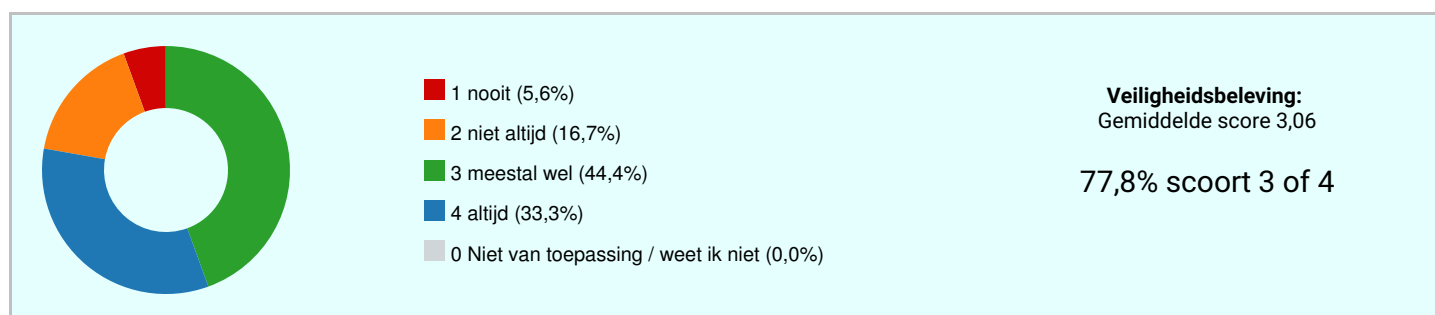 1 nooit (5,6%)
2 niet altijd (16,7%)
3 meestal wel (44,4%)
4 altijd (33,3%)
0 Niet van toepassing / weet ik niet (0,0%)
Veiligheidsbeleving:
Gemiddelde score 3,06
77,8% scoort 3 of 4